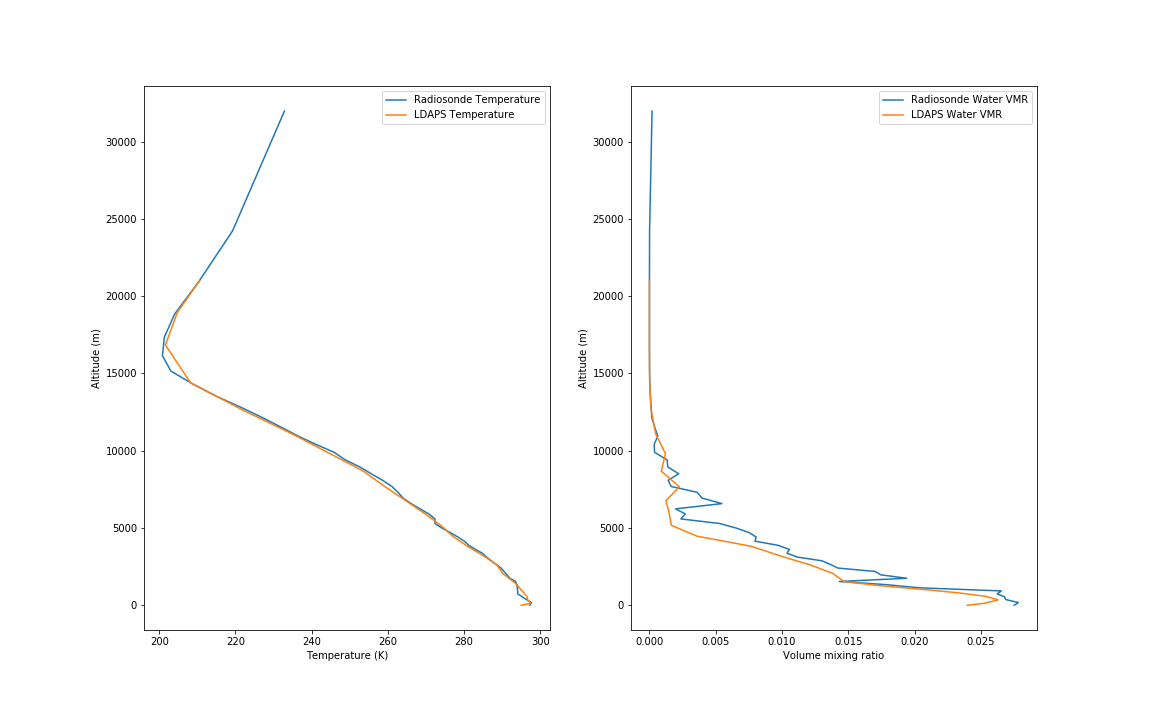 Radiosonde Temperature
LDAPS Temperature
30000
25000
20000
15000
10000
5000
0
Altitude (m)
200 220 240 260 280 300
Temperature (K)
Radiosonde Water VMR
LDAPS Water VMR
30000
25000
20000
15000
10000
5000
0
Altitude (m)
0.000 0.005 0.010 0.015 0.020 0.025
Volume mixing ratio